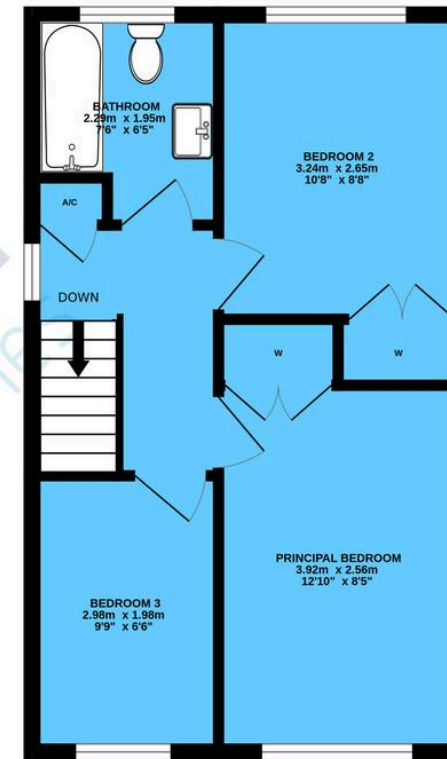 BATHROOM
2.29m x 1.95m
7'6" x 6'5"
BEDROOM 2
3.24m x 2.65m
10'8" x 8'8"
A/C
DOWN
W
W
PRINCIPAL BEDROOM
3.92m x 2.56m
12'10" x 8'5"
BEDROOM 3
2.98m x 1.98m
9'9" x 6'6"